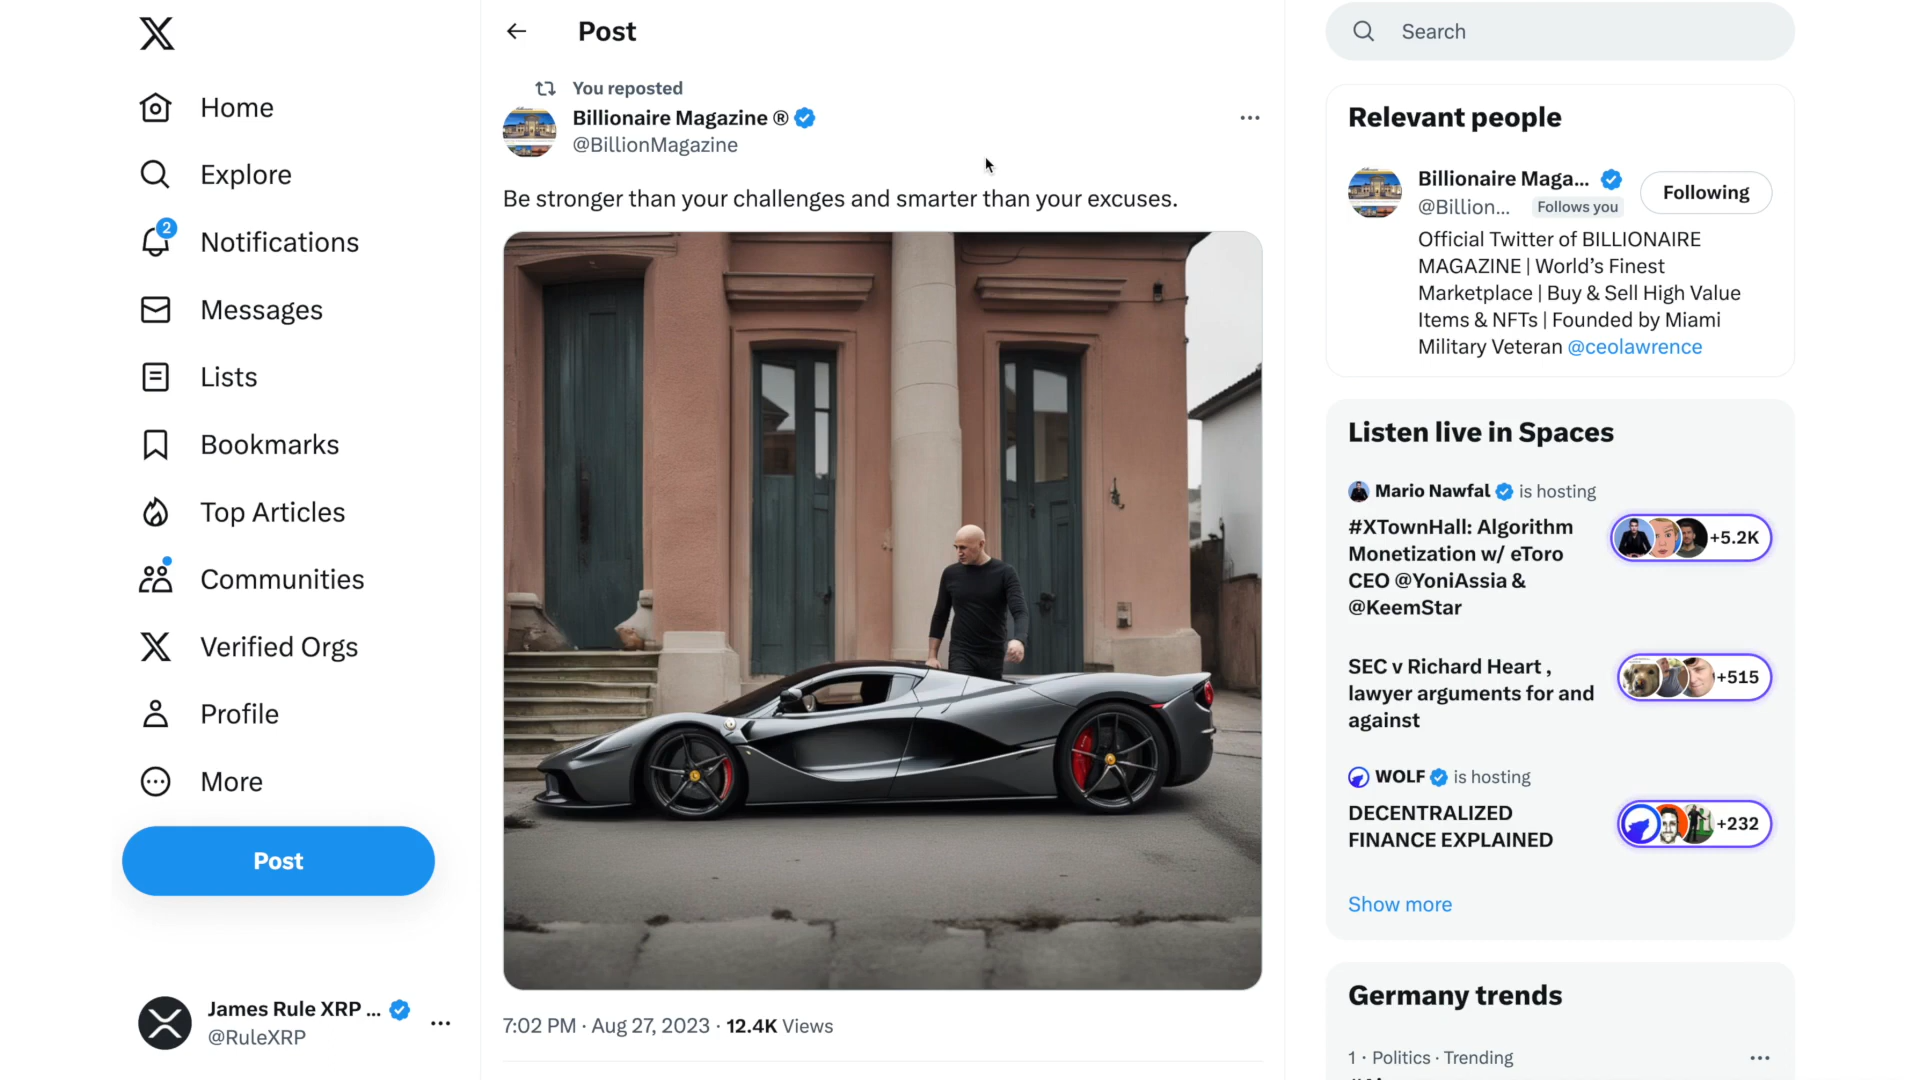 Home
Explore
2
Notifications
Messages
Lists
Bookmarks
Top Articles
Communities
Verified Orgs
Profile
More
Post
James Rule XRP ...
@RuleXRP
Post
You reposted
Billionaire Magazine ®
@BillionMagazine
Be stronger than your challenges and smarter than your excuses.
7:02 PM · Aug 27, 2023 · 12.4K Views
Search
Relevant people
Billionaire Maga...
@Billion...
Follows you
Following
Official Twitter of BILLIONAIRE
MAGAZINE | World’s Finest
Marketplace | Buy & Sell High Value
Items & NFTs | Founded by Miami
Military Veteran @ceolawrence
Listen live in Spaces
Mario Nawfal is hosting
#XTownHall: Algorithm
Monetization w/ eToro
CEO @YoniAssia &
@KeemStar
+5.2K
SEC v Richard Heart ,
lawyer arguments for and
against
+515
WOLF is hosting
DECENTRALIZED
FINANCE EXPLAINED
+232
Show more
Germany trends
1 · Politics · Trending